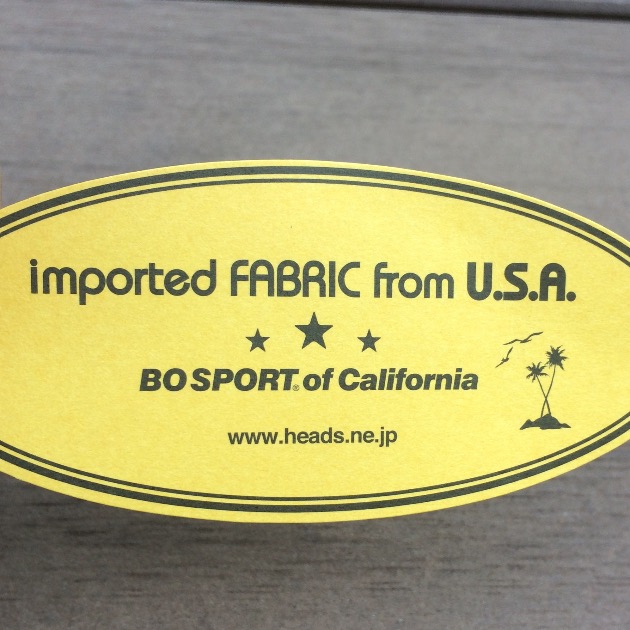 imported FABRIC from U.S.A.
BO SPORT® of California
www.heads.ne.jp